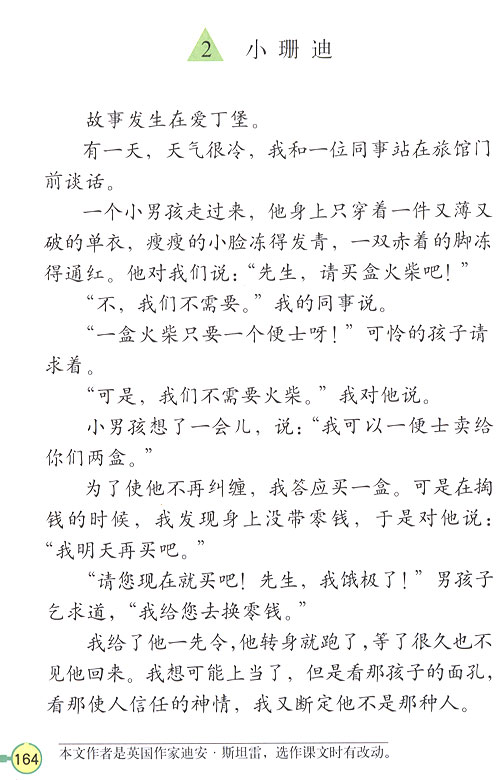 2 小珊迪
故事发生在爱丁堡。
有一天，天气很冷，我和一位同事站在旅馆门
前谈话。
一个小男孩走过来，他身上只穿着一件又薄又
破的单衣，瘦瘦的小脸冻得发青，一双赤着的脚冻
得通红。他对我们说：“先生，请买盒火柴吧！”
“不，我们不需要。”我的同事说。
“一盒火柴只要一个便士呀！”可怜的孩子请
求着。
“可是，我们不需要火柴。”我对他说。
小男孩想了一会儿，说：“我可以一便士卖给
你们两盒。”
为了使他不再纠缠，我答应买一盒。可是在掏
钱的时候，我发现身上没带零钱，于是对他说：
“我明天再买吧。”
“请您现在就买吧！先生，我饿极了！”男孩子
乞求道，“我给您去换零钱。”
我给了他一先令，他转身就跑了，等了很久也不
见他回来。我想可能上当了，但是看那孩子的面孔，
看那使人信任的神情，我又断定他不是那种人。
本文作者是英国作家迪安·斯坦雷，选作课文时有改动。
164